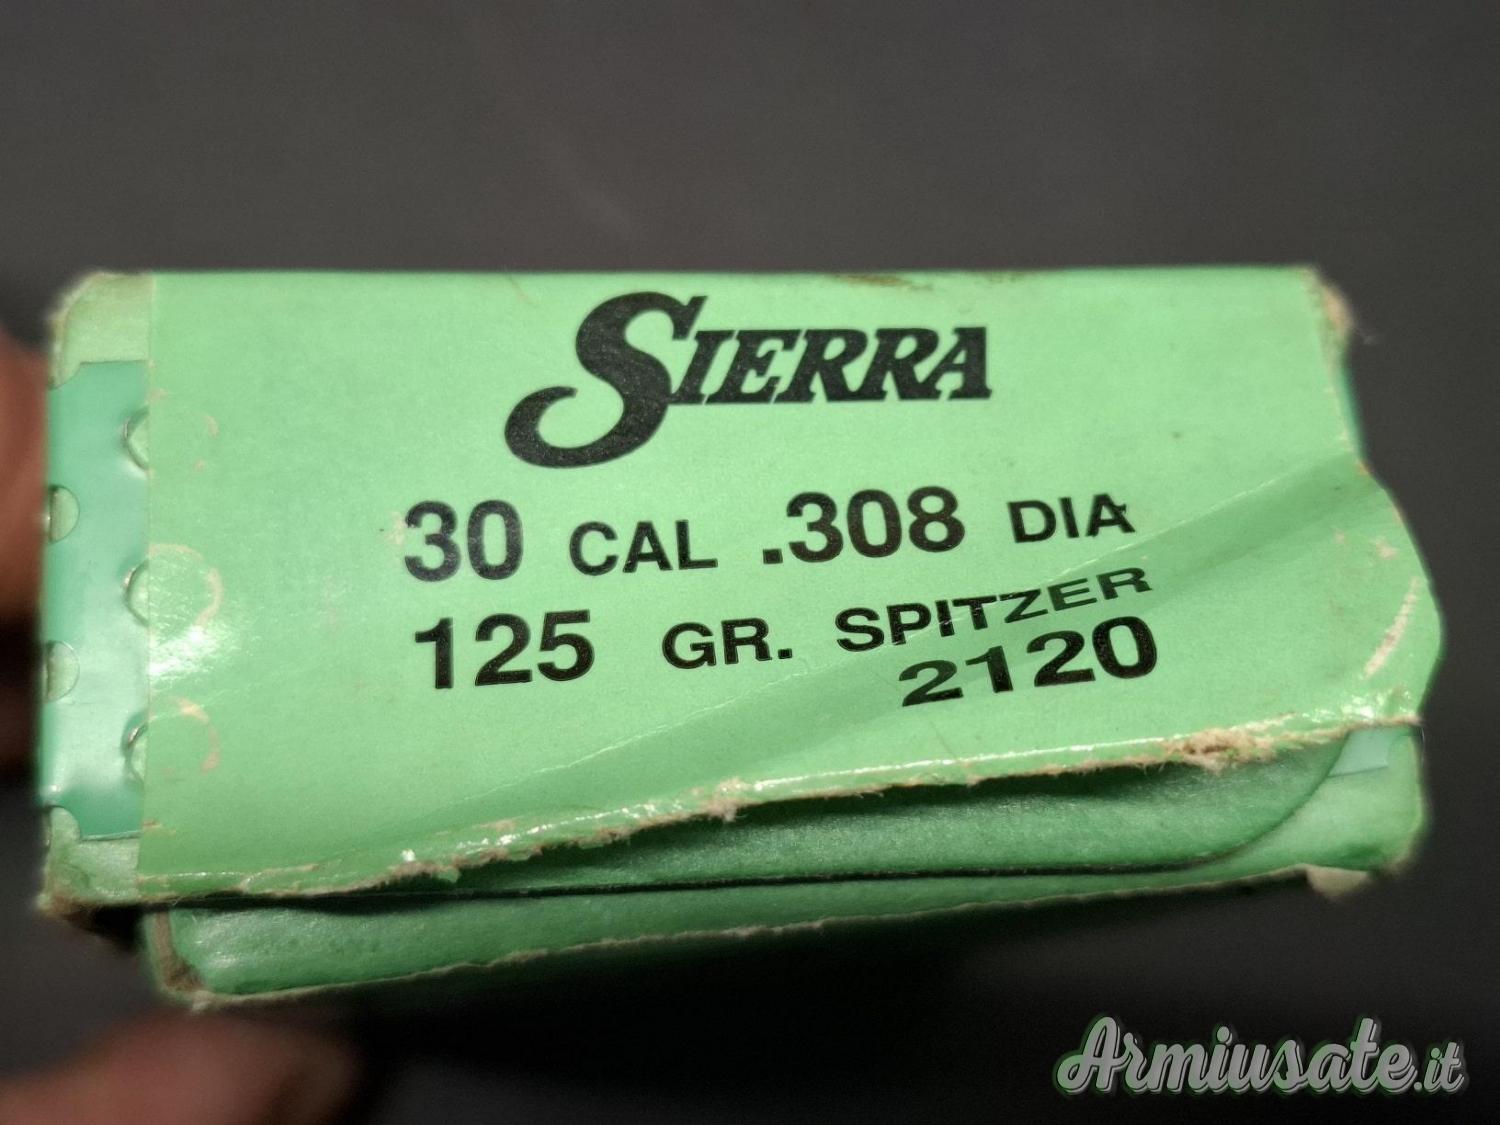 SIERRA
30 CAL .308 DIA
125 GR. SPITZER
2120
Armiusate.it